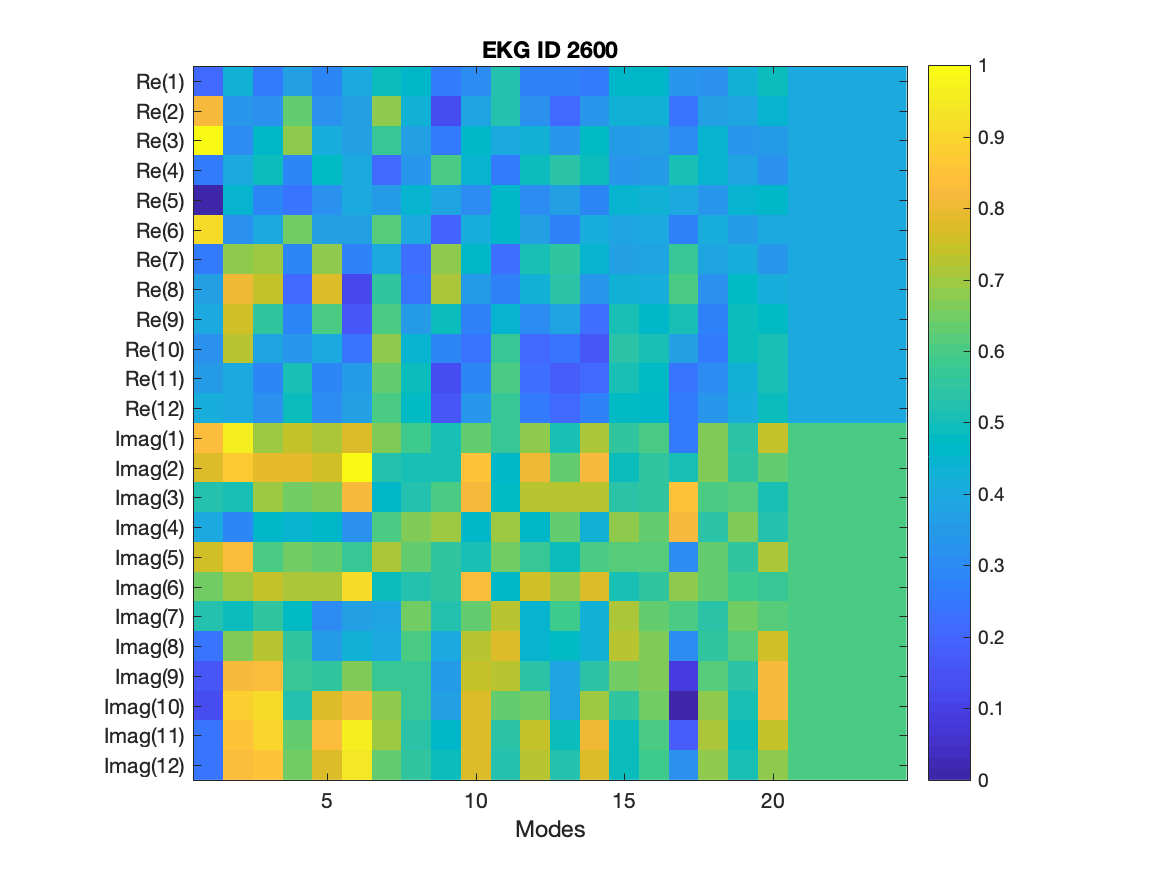 EKG ID 2600
Re(1)
Re(2)
Re(3)
Re(4)
Re(5)
Re(6)
Re(7)
Re(8)
Re(9)
Re(10)
Re(11)
Re(12)
Imag(1)
Imag(2)
Imag(3)
Imag(4)
Imag(5)
Imag(6)
Imag(7)
Imag(8)
Imag(9)
Imag(10)
Imag(11)
Imag(12)
5 10 15 20
Modes
1
0.9
0.8
0.7
0.6
0.5
0.4
0.3
0.2
0.1
0